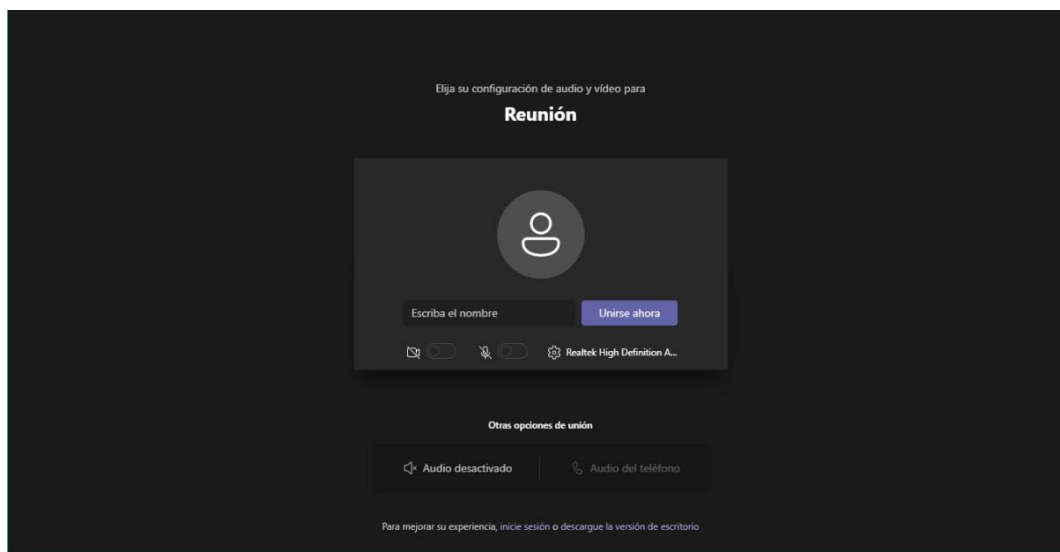 Elija su configuración de audio y vídeo para
Reunión
Escriba el nombre
Unirse ahora
Realtek High Definition A...
Otras opciones de unión
Audio desactivado
Audio del teléfono
Para mejorar su experiencia, inicie sesión o descargue la versión de escritorio